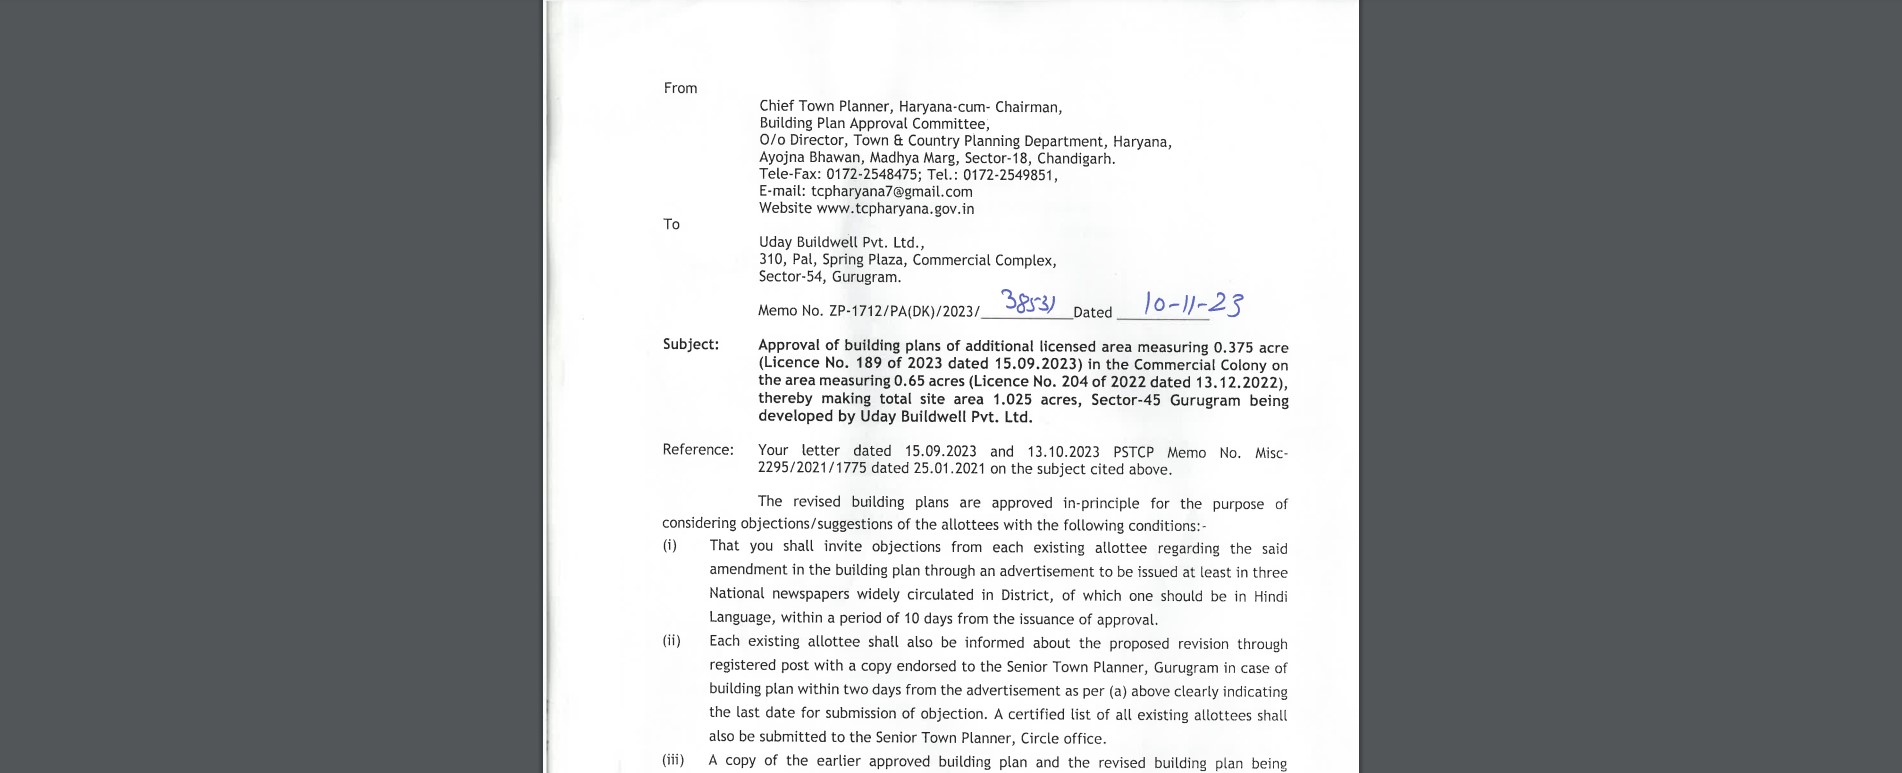 From
Chief Town Planner, Haryana-cum- Chairman,
Building Plan Approval Committee,
O/o Director, Town & Country Planning Department, Haryana,
Ayojna Bhawan, Madhya Marg, Sector-18, Chandigarh.
Tele-Fax: 0172-2548475; Tel.: 0172-2549851,
E-mail: tcpharyana7@gmail.com
Website www.tcpharyana.gov.in
To
Uday Buildwell Pvt. Ltd.,
310, Pal, Spring Plaza, Commercial Complex,
Sector-54, Gurugram.
Memo No. ZP-1712/PA(DK)/2023/ 38531 Dated 10-11-23
Subject: Approval of building plans of additional licensed area measuring 0.375 acre
(Licence No. 189 of 2023 dated 15.09.2023) in the Commercial Colony on
the area measuring 0.65 acres (Licence No. 204 of 2022 dated 13.12.2022),
thereby making total site area 1.025 acres, Sector-45 Gurugram being
developed by Uday Buildwell Pvt. Ltd.
Reference: Your letter dated 15.09.2023 and 13.10.2023 PSTCP Memo No. Misc-
2295/2021/1775 dated 25.01.2021 on the subject cited above.
The revised building plans are approved in-principle for the purpose of
considering objections/suggestions of the allottees with the following conditions:-
(i) That you shall invite objections from each existing allottee regarding the said
amendment in the building plan through an advertisement to be issued at least in three
National newspapers widely circulated in District, of which one should be in Hindi
Language, within a period of 10 days from the issuance of approval.
(ii) Each existing allottee shall also be informed about the proposed revision through
registered post with a copy endorsed to the Senior Town Planner, Gurugram in case of
building plan within two days from the advertisement as per (a) above clearly indicating
the last date for submission of objection. A certified list of all existing allottees shall
also be submitted to the Senior Town Planner, Circle office.
(iii) A copy of the earlier approved building plan and the revised building plan being